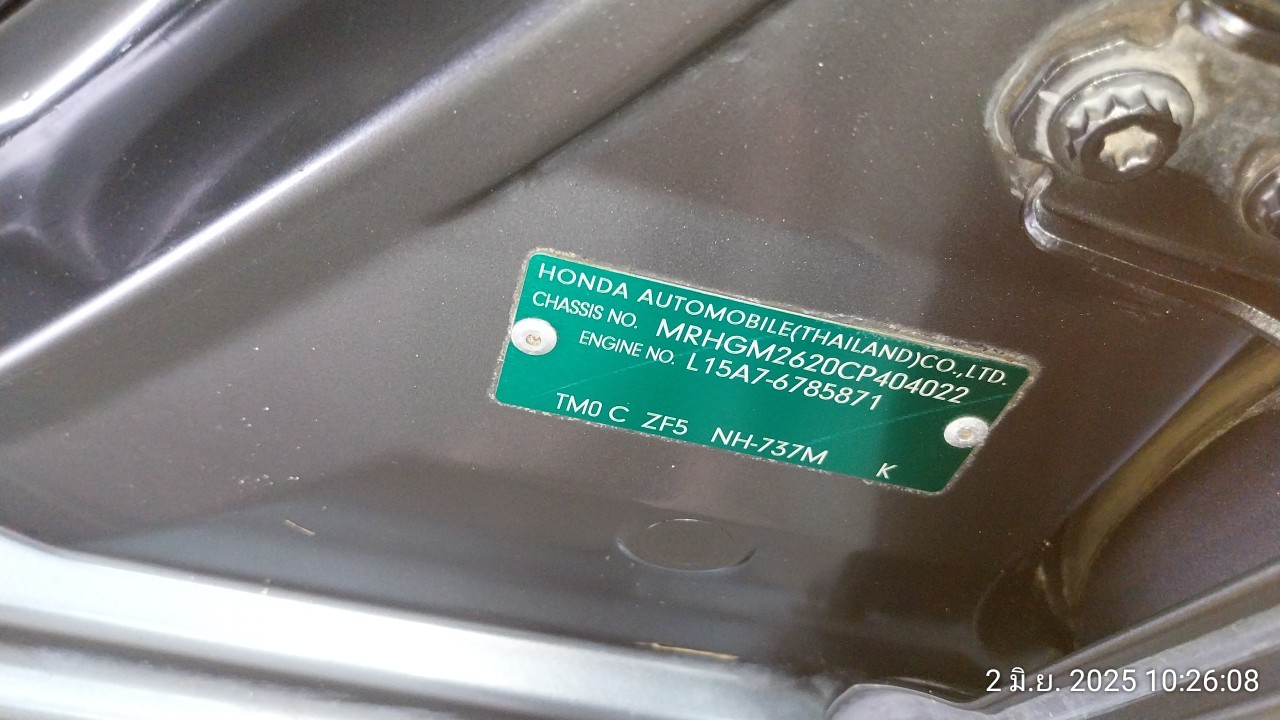 HONDA AUTOMOBILE(THAILAND)CO.,LTD.
CHASSIS NO. MRHGM2620CP404022
ENGINE NO. L15A7-6785871
TM0 C ZF5 NH-737M K
2 มิ.ย. 2025 10:26:08